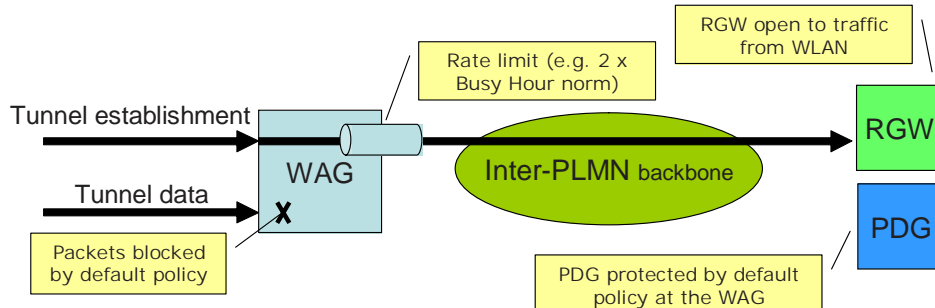 RGW open to traffic
from WLAN
Rate limit (e.g. 2 x
Busy Hour norm)
Tunnel establishment
WAG
Inter-PLMN backbone
RGW
Tunnel data
PDG
Packets blocked
by default policy
PDG protected by default
policy at the WAG